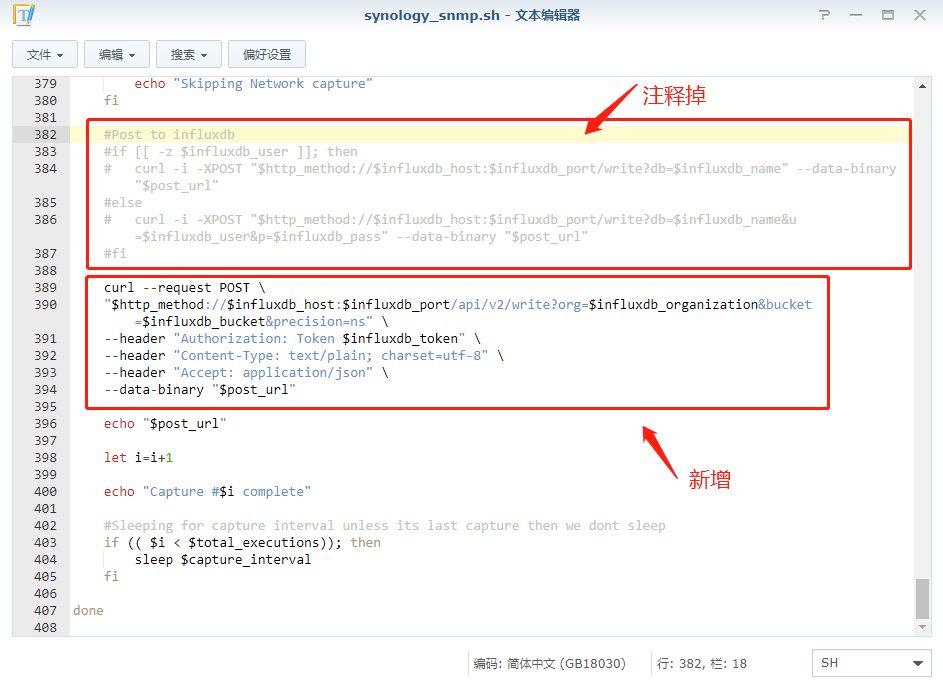 synology_snmp.sh - 文本编辑器
文件 编辑 搜索 偏好设置
379 echo "Skipping Network capture"
注释掉
380 fi
381
382 #Post to influxdb
383 #if [[ -z $influxdb_user ]]; then
384 #   curl -i -XPOST "$http_method://$influxdb_host:$influxdb_port/write?db=$influxdb_name" --data-binary
"$post_url"
385 #else
386 #   curl -i -XPOST "$http_method://$influxdb_host:$influxdb_port/write?db=$influxdb_name&u
=$influxdb_user&p=$influxdb_pass" --data-binary "$post_url"
387 #fi
388
389 curl --request POST \
390 "$http_method://$influxdb_host:$influxdb_port/api/v2/write?org=$influxdb_organization&bucket
=$influxdb_bucket&precision=ns" \
391 --header "Authorization: Token $influxdb_token" \
392 --header "Content-Type: text/plain; charset=utf-8" \
393 --header "Accept: application/json" \
394 --data-binary "$post_url"
395
396 echo "$post_url"
397
398 let i=i+1
399
新增
400 echo "Capture #$i complete"
401
402 #Sleeping for capture interval unless its last capture then we dont sleep
403 if (( $i < $total_executions)); then
404 sleep $capture_interval
405 fi
406
407 done
408
编码: 简体中文 (GB18030) 行: 382, 栏: 18 SH